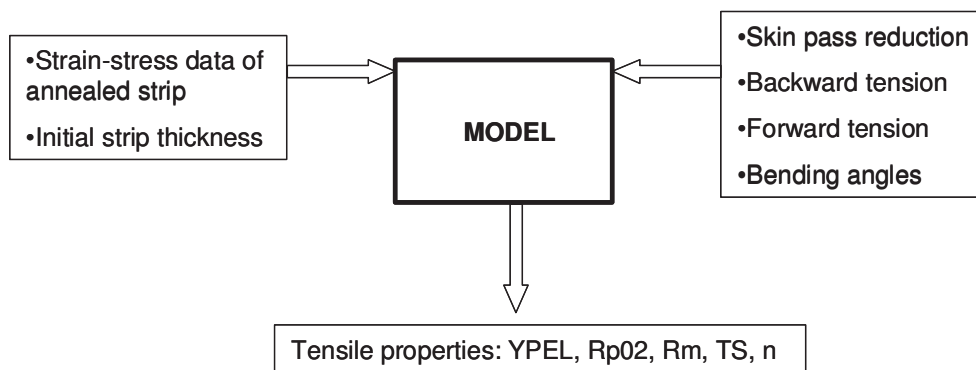 •Strain-stress data of
annealed strip
•Initial strip thickness
MODEL
•Skin pass reduction
•Backward tension
•Forward tension
•Bending angles
Tensile properties: YPEL, Rp02, Rm, TS, n